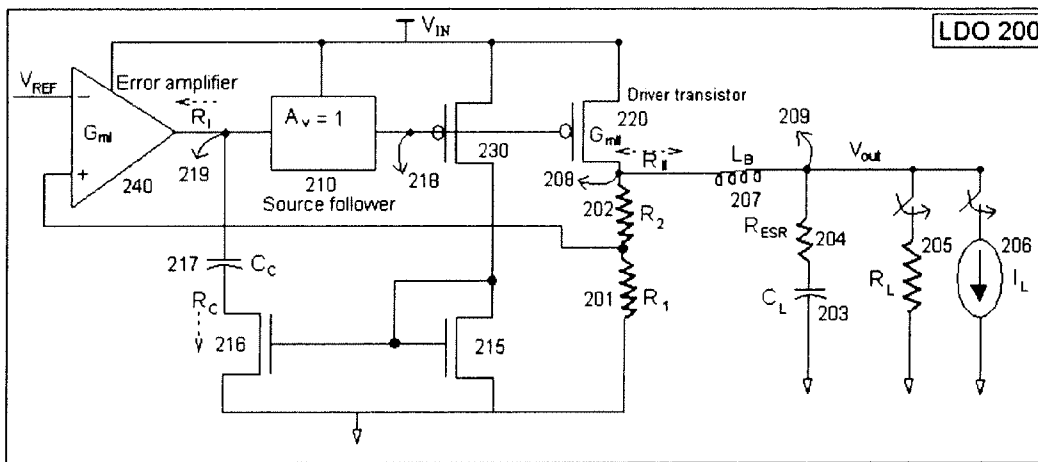 LDO 200
V_IN
V_REF
Error amplifier
G_mI
−
+
240
R_I
219
A_v = 1
210
Source follower
218
230
Driver transistor
220
G_mII
R_II
208
202
R_2
201
R_1
L_B
207
209
V_out
R_ESR
204
C_L
203
205
R_L
206
I_L
217
C_C
R_C
216
215